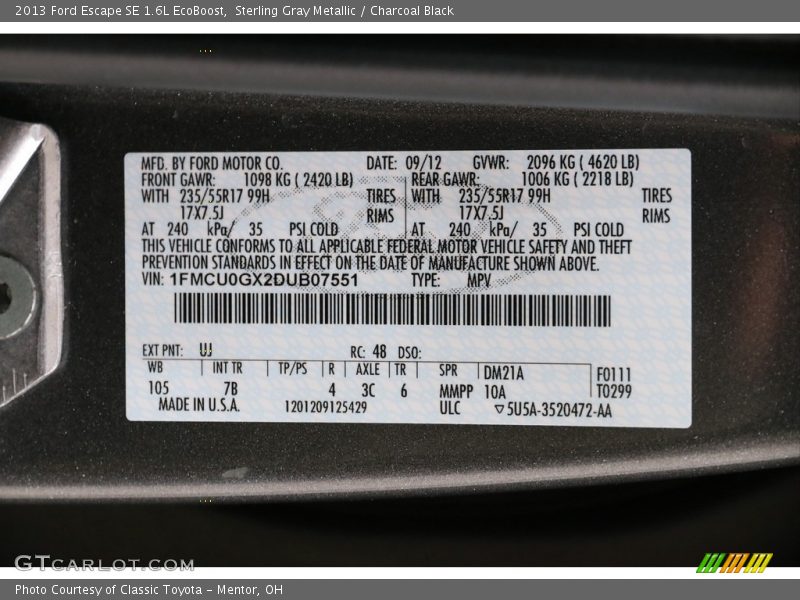 2013 Ford Escape SE 1.6L EcoBoost, Sterling Gray Metallic / Charcoal Black
MFD. BY FORD MOTOR CO. DATE: 09/12 GVWR: 2096 KG ( 4620 LB)
FRONT GAWR: 1098 KG ( 2420 LB) REAR GAWR: 1006 KG ( 2218 LB)
WITH 235/55R17 99H TIRES WITH 235/55R17 99H TIRES
17X7.5J RIMS 17X7.5J RIMS
AT 240 kPa/ 35 PSI COLD AT 240 kPa/ 35 PSI COLD
THIS VEHICLE CONFORMS TO ALL APPLICABLE FEDERAL MOTOR VEHICLE SAFETY AND THEFT
PREVENTION STANDARDS IN EFFECT ON THE DATE OF MANUFACTURE SHOWN ABOVE.
VIN: 1FMCU0GX2DUB07551 TYPE: MPV
EXT PNT: UJ RC: 48 DSO:
WB INT TR TP/PS R AXLE TR SPR DM21A F0111
105 7B 4 3C 6 MMPP 10A T0299
MADE IN U.S.A. 1201209125429 ULC ▽5U5A-3520472-AA
GTCARLOT.COM
Photo Courtesy of Classic Toyota - Mentor, OH